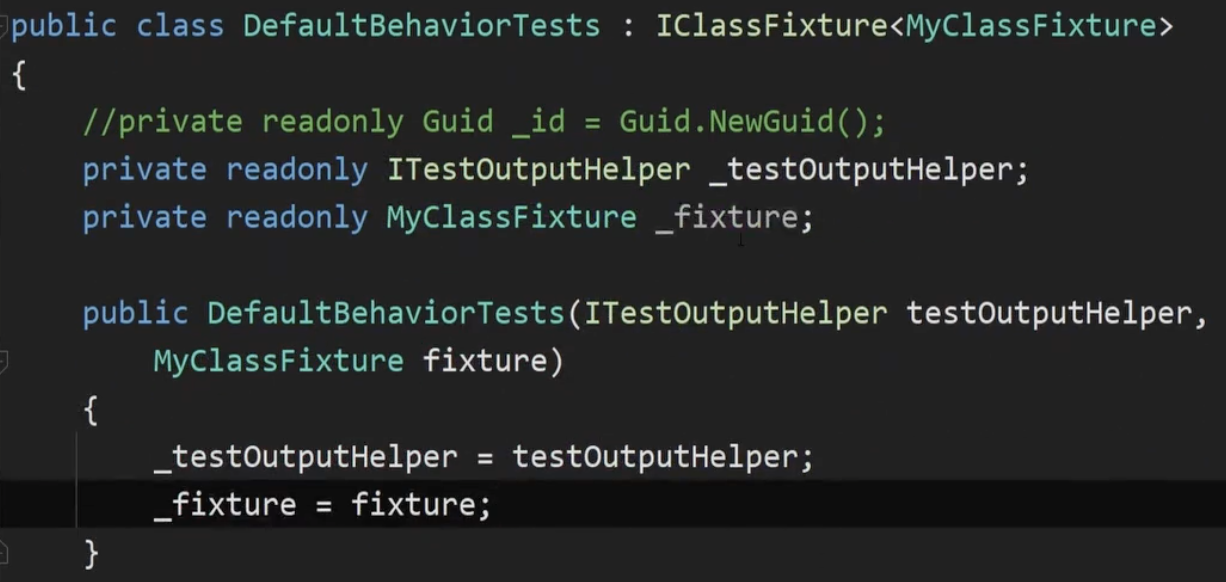 public class DefaultBehaviorTests : IClassFixture<MyClassFixture>
{
    //private readonly Guid _id = Guid.NewGuid();
    private readonly ITestOutputHelper _testOutputHelper;
    private readonly MyClassFixture _fixture;

    public DefaultBehaviorTests(ITestOutputHelper testOutputHelper,
        MyClassFixture fixture)
    {
        _testOutputHelper = testOutputHelper;
        _fixture = fixture;
    }